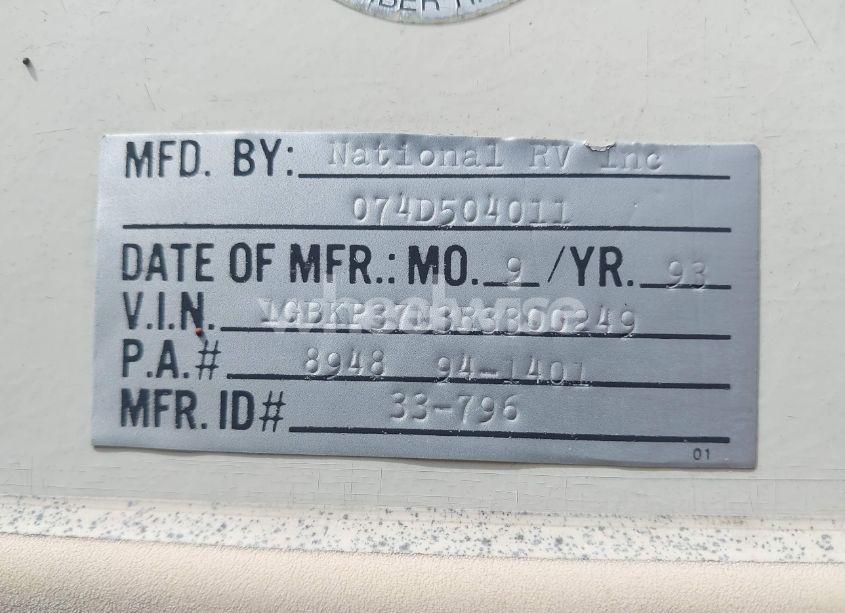 MFD. BY: National RV Inc
074D504011
DATE OF MFR.: MO. 9 /YR. 93
V.I.N. 1GBKP37N3R3300249
P.A.# 8948 94-1401
MFR. ID# 33-796
01